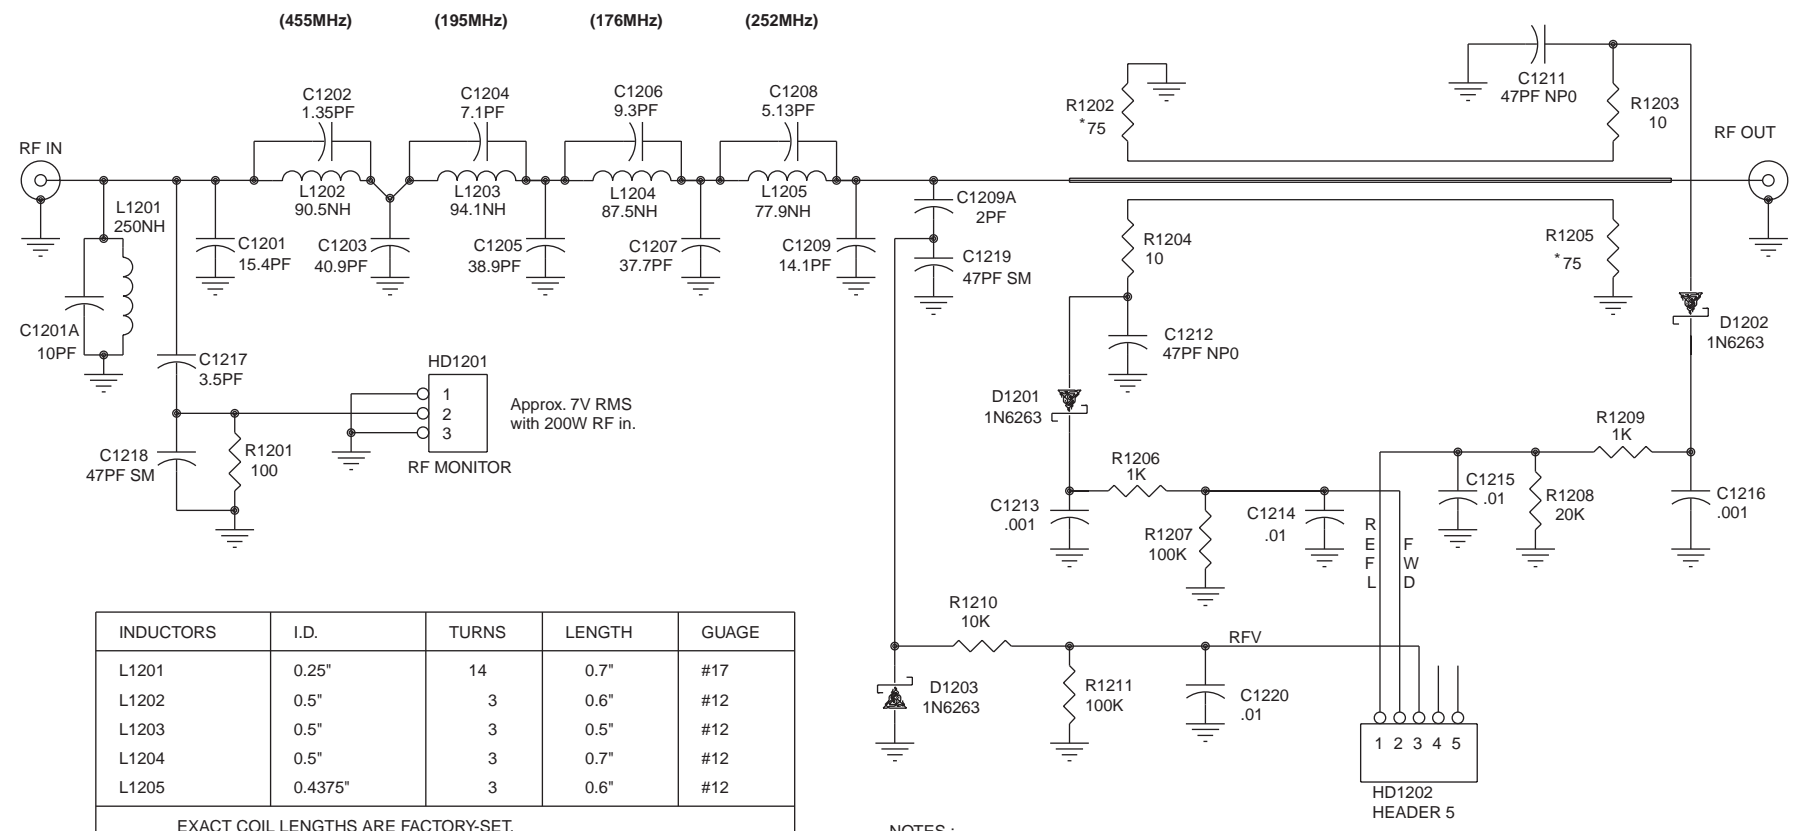 (455MHz) (195MHz) (176MHz) (252MHz)
C1202
1.35PF
C1204
7.1PF
C1206
9.3PF
C1208
5.13PF
C1211
47PF NP0
R1202
*75
R1203
10
RF IN
RF OUT
L1201
250NH
L1202
90.5NH
L1203
94.1NH
L1204
87.5NH
L1205
77.9NH
C1209A
2PF
C1201
15.4PF
C1203
40.9PF
C1205
38.9PF
C1207
37.7PF
C1209
14.1PF
C1219
47PF SM
R1204
10
R1205
*75
C1201A
10PF
C1212
47PF NP0
D1202
1N6263
C1217
3.5PF
HD1201
1
2
3
RF MONITOR
Approx. 7V RMS
with 200W RF in.
D1201
1N6263
C1218
47PF SM
R1201
100
R1209
1K
R1206
1K
C1213
.001
R1207
100K
C1214
.01
C1215
.01
R1208
20K
C1216
.001
REFL
FWD
R1210
10K
RFV
D1203
1N6263
R1211
100K
C1220
.01
1 2 3 4 5
HD1202
HEADER 5
INDUCTORS I.D. TURNS LENGTH GUAGE
L1201 0.25" 14 0.7" #17
L1202 0.5" 3 0.6" #12
L1203 0.5" 3 0.5" #12
L1204 0.5" 3 0.7" #12
L1205 0.4375" 3 0.6" #12
EXACT COIL LENGTHS ARE FACTORY-SET.
NOTES :